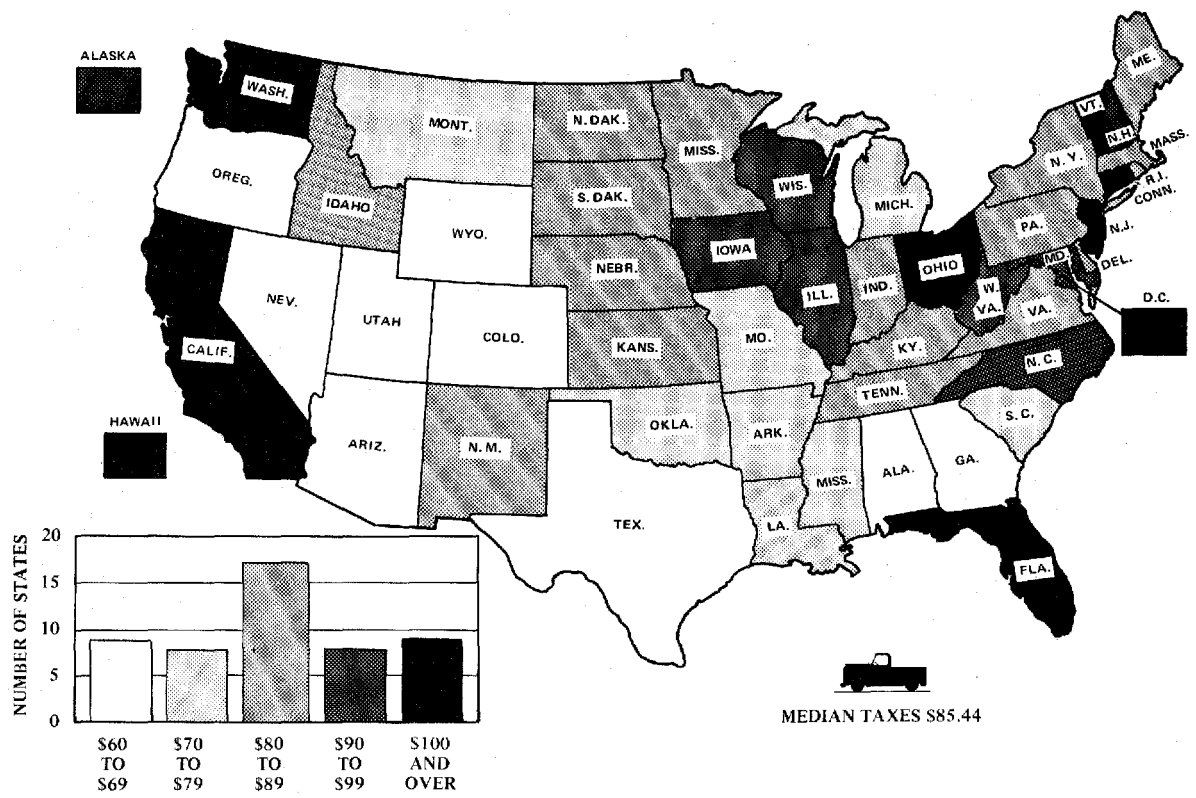 ALASKA
WASH.
MONT.
N. DAK.
MISS.
ME.
VT.
N.H.
MASS.
OREG.
IDAHO
S. DAK.
WIS.
MICH.
N.Y.
R.I.
CONN.
WYO.
IOWA
PA.
N.J.
NEBR.
OHIO
MD.
DEL.
NEV.
UTAH
COLO.
ILL.
IND.
W. VA.
VA.
D.C.
CALIF.
KANS.
MO.
KY.
N.C.
HAWAII
ARIZ.
N.M.
OKLA.
ARK.
TENN.
S.C.
MISS.
ALA.
GA.
TEX.
LA.
FLA.
NUMBER OF STATES
20
15
10
5
0
$60 TO $69
$70 TO $79
$80 TO $89
$90 TO $99
$100 AND OVER
MEDIAN TAXES $85.44